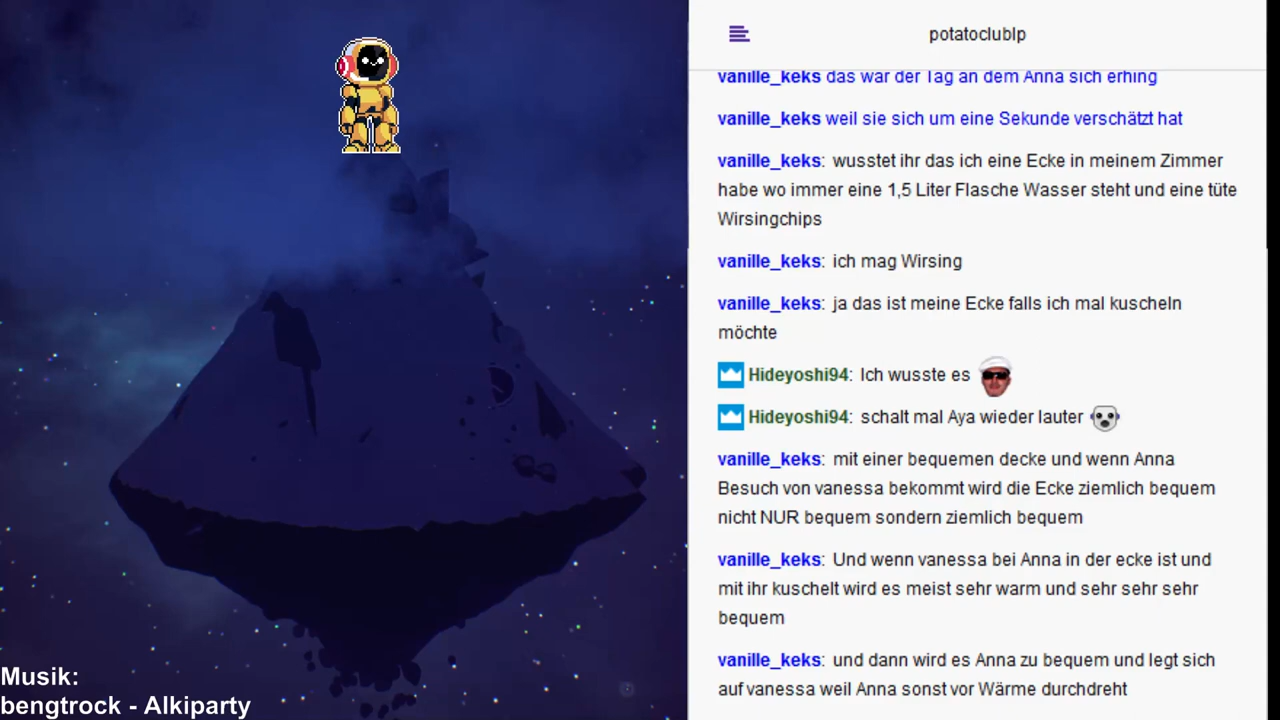 potatoclublp
vanille_keks das war der Tag an dem Anna sich erhing
vanille_keks weil sie sich um eine Sekunde verschätzt hat
vanille_keks: wusstet ihr das ich eine Ecke in meinem Zimmer
habe wo immer eine 1,5 Liter Flasche Wasser steht und eine tüte
Wirsingchips
vanille_keks: ich mag Wirsing
vanille_keks: ja das ist meine Ecke falls ich mal kuscheln
möchte
Hideyoshi94: Ich wusste es
Hideyoshi94: schalt mal Aya wieder lauter
vanille_keks: mit einer bequemen decke und wenn Anna
Besuch von vanessa bekommt wird die Ecke ziemlich bequem
nicht NUR bequem sondern ziemlich bequem
vanille_keks: Und wenn vanessa bei Anna in der ecke ist und
mit ihr kuschelt wird es meist sehr warm und sehr sehr sehr
bequem
vanille_keks: und dann wird es Anna zu bequem und legt sich
auf vanessa weil Anna sonst vor Wärme durchdreht
Musik:
bengtrock - Alkiparty